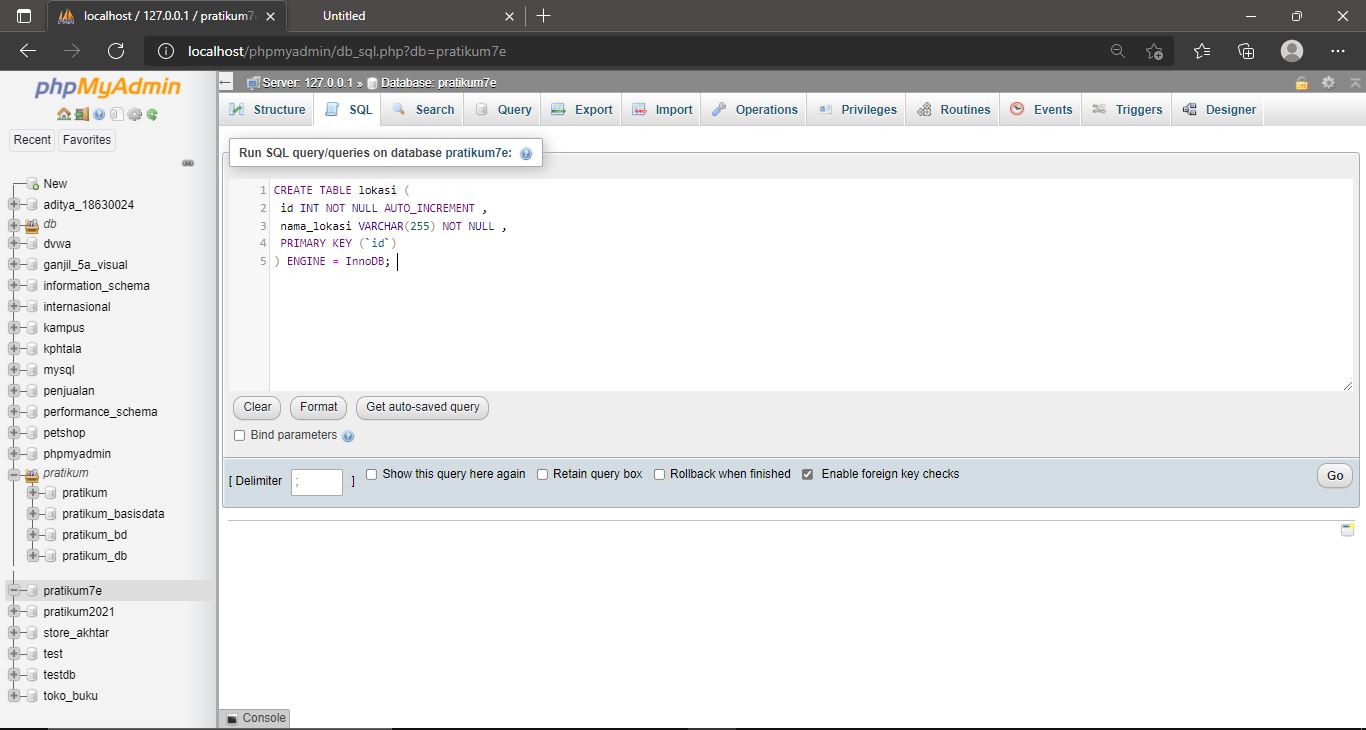 localhost / 127.0.0.1 / pratikum7
Untitled
localhost/phpmyadmin/db_sql.php?db=pratikum7e
phpMyAdmin
Recent Favorites
New
aditya_18630024
db
dvwa
ganjil_5a_visual
information_schema
internasional
kampus
kphtala
mysql
penjualan
performance_schema
petshop
phpmyadmin
pratikum
pratikum
pratikum_basisdata
pratikum_bd
pratikum_db
pratikum7e
pratikum2021
store_akhtar
test
testdb
toko_buku
Server: 127.0.0.1 » Database: pratikum7e
Structure SQL Search Query Export Import Operations Privileges Routines Events Triggers Designer
Run SQL query/queries on database pratikum7e:
1 CREATE TABLE lokasi (
2 id INT NOT NULL AUTO_INCREMENT ,
3 nama_lokasi VARCHAR(255) NOT NULL ,
4 PRIMARY KEY (`id`)
5 ) ENGINE = InnoDB;
Clear Format Get auto-saved query
Bind parameters
[ Delimiter ; ] Show this query here again Retain query box Rollback when finished Enable foreign key checks Go
Console